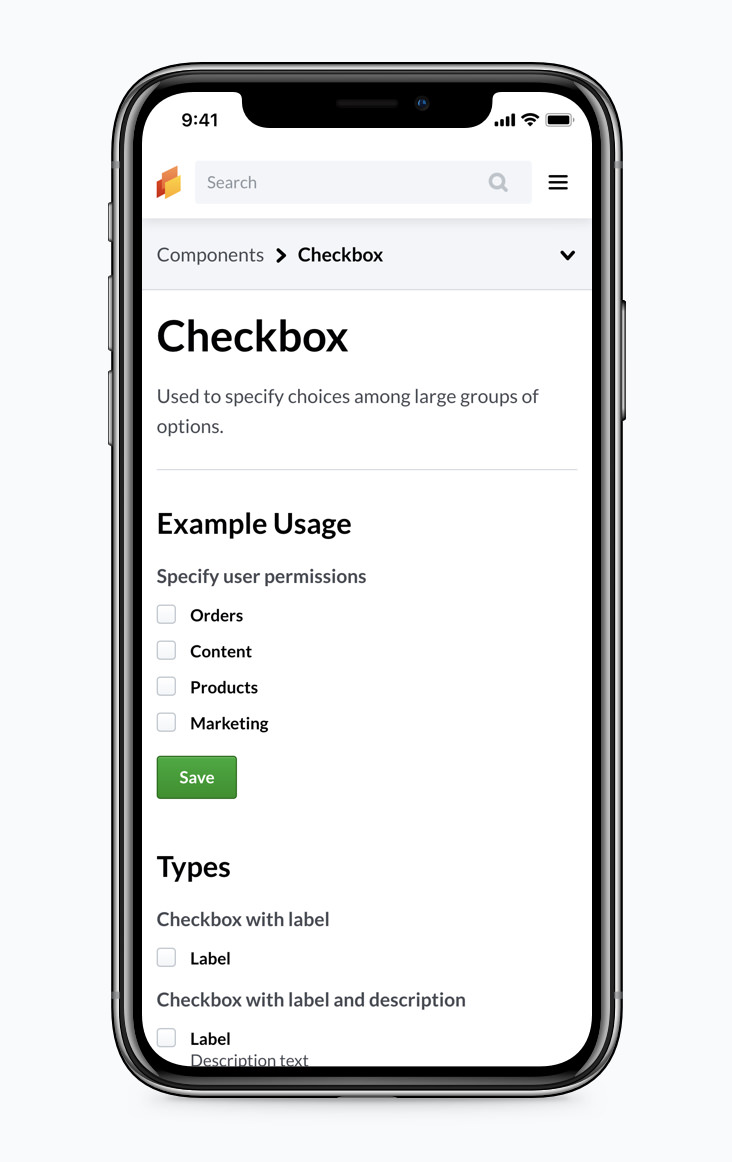 9:41
Search
Components Checkbox
Checkbox
Used to specify choices among large groups of
options.
Example Usage
Specify user permissions
Orders
Content
Products
Marketing
Save
Types
Checkbox with label
Label
Checkbox with label and description
Label
Description text